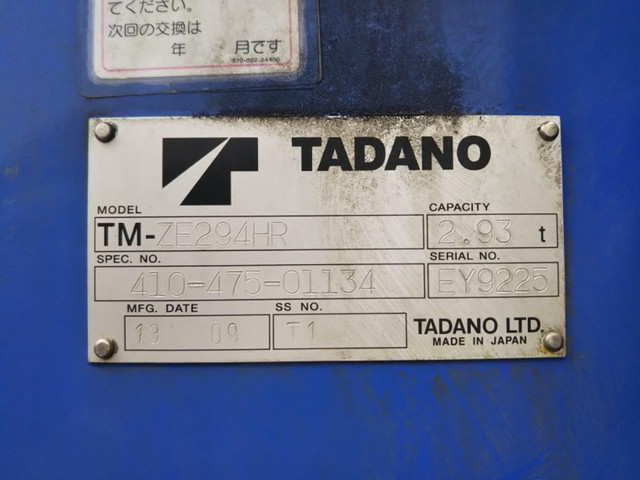 てください。
次回の交換は
年 月です
TADANO
MODEL CAPACITY
TM-ZE294HR 2.93 t
SPEC. NO. SERIAL NO.
410-475-01134 EY9225
MFG. DATE SS NO.
13 09 T1 TADANO LTD.
MADE IN JAPAN